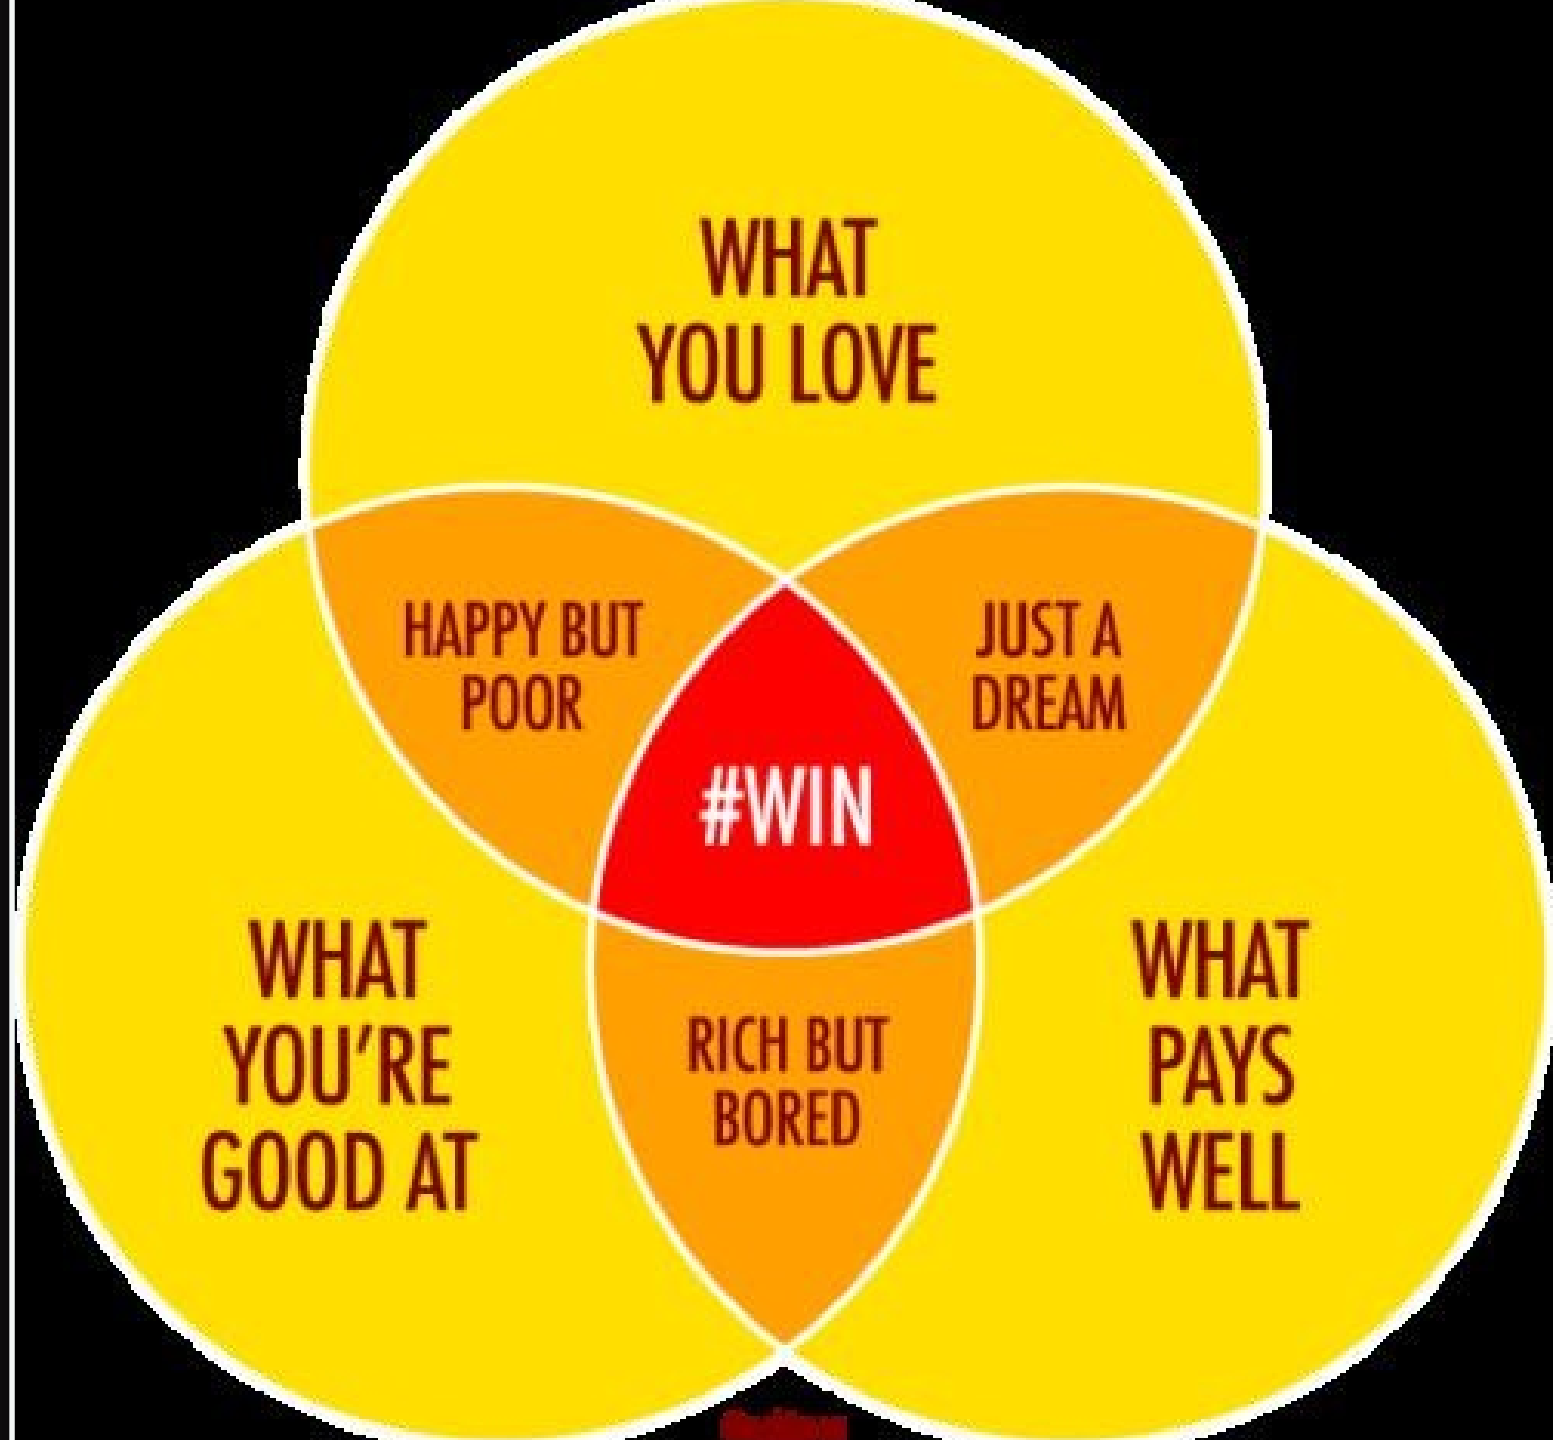 WHAT
YOU LOVE
HAPPY BUT
POOR
JUST A
DREAM
#WIN
WHAT
YOU'RE
GOOD AT
WHAT
PAYS
WELL
RICH BUT
BORED